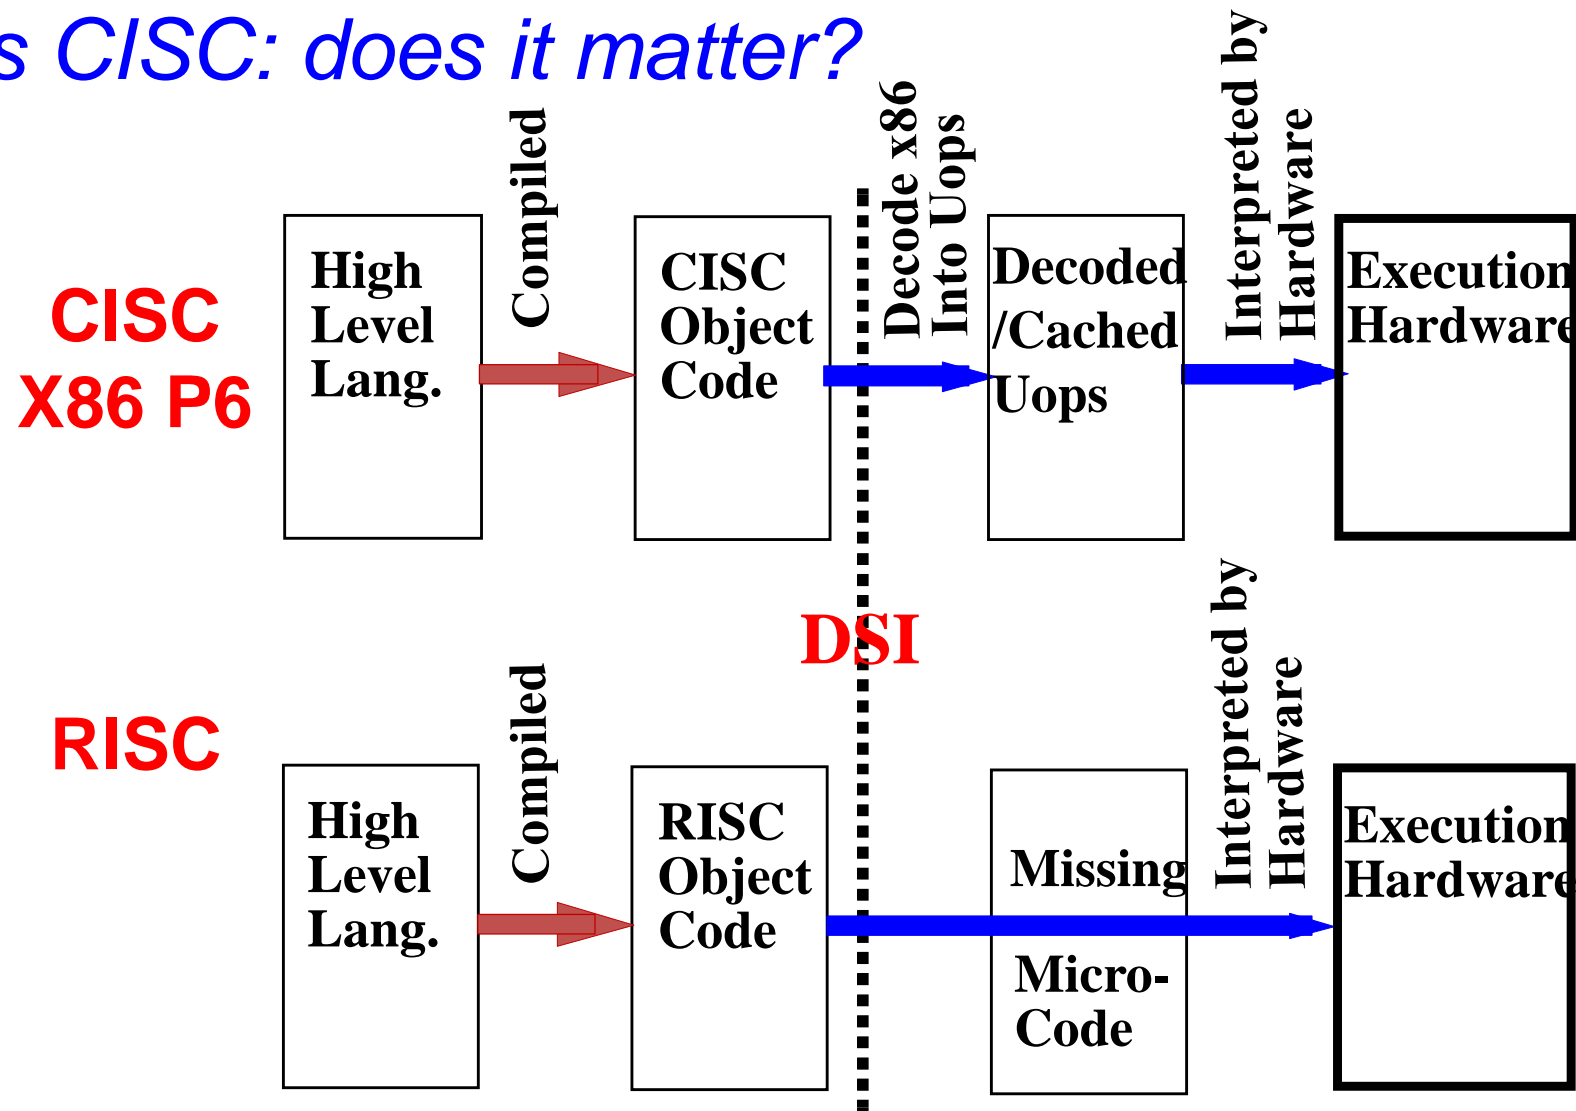 s CISC: does it matter?
CISC
X86 P6
High
Level
Lang.
Compiled
CISC
Object
Code
Decode x86
Into Uops
Decoded
/Cached
Uops
Interpreted by
Hardware
Execution
Hardware
DSI
RISC
High
Level
Lang.
Compiled
RISC
Object
Code
Missing
Micro-
Code
Interpreted by
Hardware
Execution
Hardware